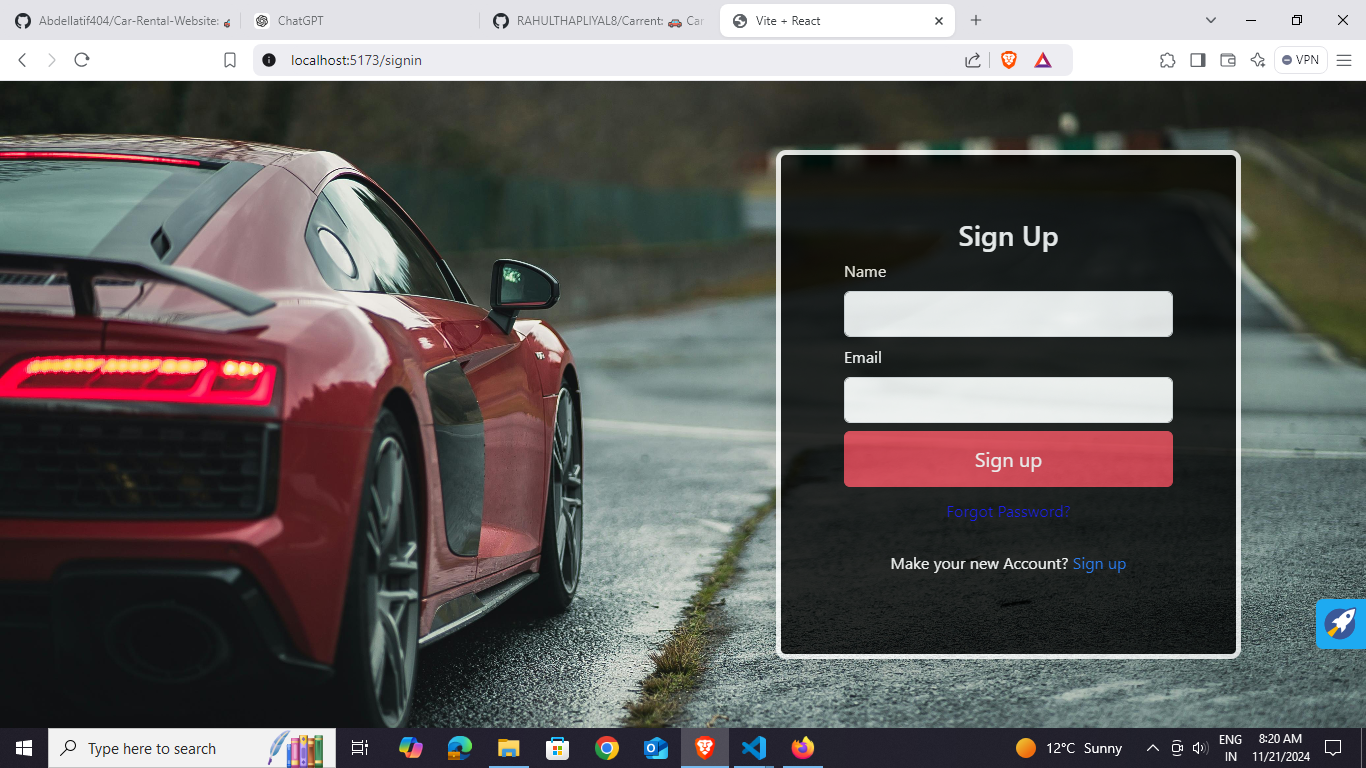 Abdellatif404/Car-Rental-Website:
ChatGPT
RAHULTHAPLIYAL8/Carrent: 🚗 Car
Vite + React
localhost:5173/signin
VPN
Sign Up
Name
Email
Sign up
Forgot Password?
Make your new Account? Sign up
Type here to search
12°C Sunny
ENG
IN
8:20 AM
11/21/2024